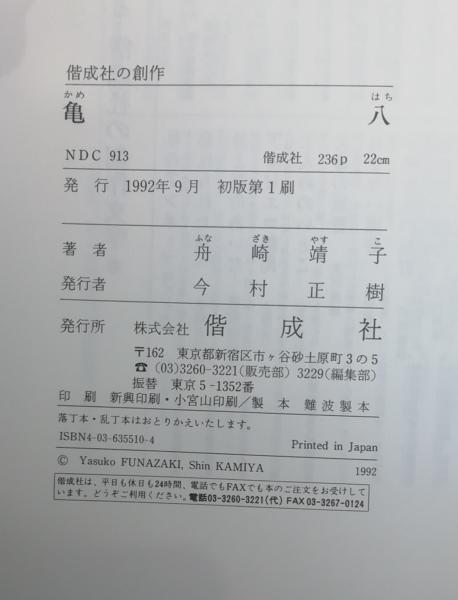 偕成社の創作
かめ はち
亀 八
NDC 913 偕成社 236p 22cm
発 行 1992年9月 初版第1刷
ふな ざき やす こ
著 者 舟 崎 靖 子
発行者 今 村 正 樹
発行所 株式会社 偕 成 社
〒162 東京都新宿区市ヶ谷砂土原町3の5
☎ (03)3260-3221(販売部) 3229(編集部)
振替 東京5-1352番
印 刷 新興印刷・小宮山印刷／製 本 難波製本
落丁本・乱丁本はおとりかえいたします。
ISBN4-03-635510-4 Printed in Japan
© Yasuko FUNAZAKI, Shin KAMIYA 1992
偕成社は、平日も休日も24時間、電話でもFAXでも本のご注文をお受けして
います。どうぞご利用ください。電話03-3260-3221(代) FAX 03-3267-0124